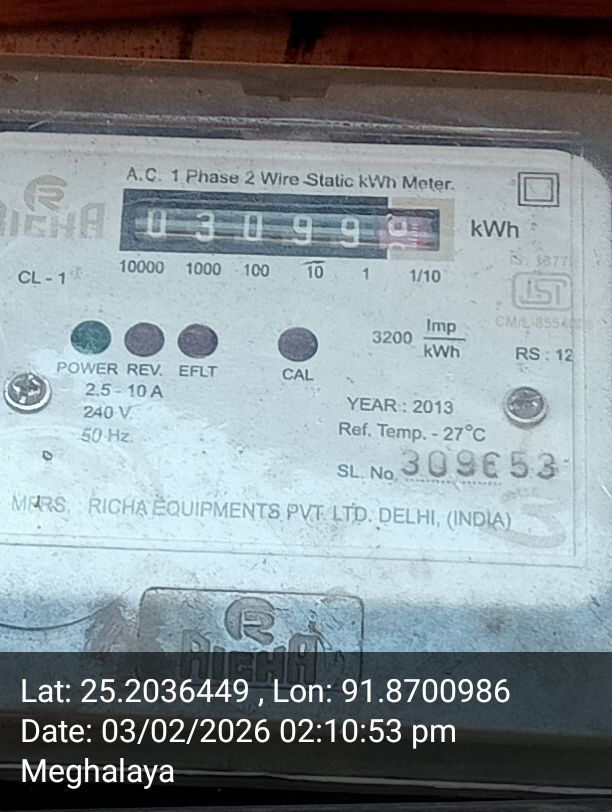 A.C. 1 Phase 2 Wire Static kWh Meter.
RICHA
0 3 0 9 9
kWh
10000 1000 100 10 1 1/10
CL - 1
POWER REV. EFLT
CAL
3200 Imp/kWh
RS : 12
2.5 - 10 A
240 V
50 Hz
YEAR : 2013
Ref. Temp. - 27°C
SL. No.
MFRS. RICHA EQUIPMENTS PVT. LTD. DELHI, (INDIA)
R
RICHA
Lat: 25.2036449 , Lon: 91.8700986
Date: 03/02/2026 02:10:53 pm
Meghalaya